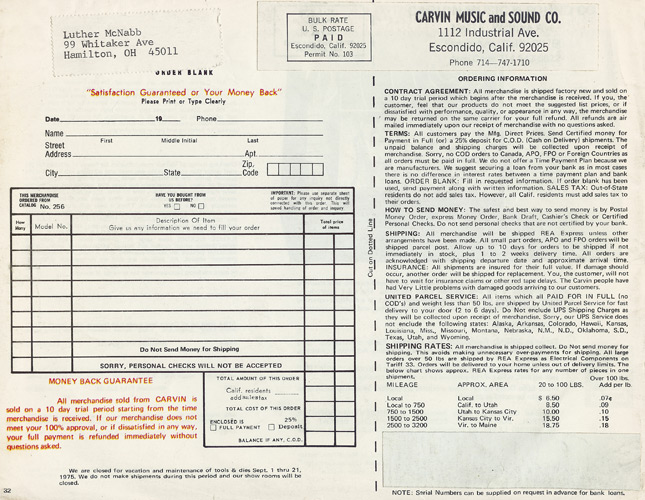 Luther McNabb
99 Whitaker Ave
Hamilton, OH 45011
BULK RATE
U. S. POSTAGE
PAID
Escondido, Calif. 92025
Permit No. 103
CARVIN MUSIC and SOUND CO.
1112 Industrial Ave.
Escondido, Calif. 92025
Phone 714—747-1710
ORDER BLANK
"Satisfaction Guaranteed or Your Money Back"
Please Print or Type Clearly
Date 19 Phone
Name
First Middle Initial Last
Street
Address Apt.
Zip.
City State Code
THIS MERCHANDISE
ORDERED FROM
CATALOG No. 256
HAVE YOU BOUGHT FROM
US BEFORE?
YES NO
IMPORTANT: Please use separate sheet
of paper for any inquiry not directly
connected with this order. This will
speed handling of order and inquiry
How
Many
Model No.
Description Of Item
Give us any information we need to fill your order
Total price
of items
Do Not Send Money for Shipping
SORRY, PERSONAL CHECKS WILL NOT BE ACCEPTED
MONEY BACK GUARANTEE
All merchandise sold from CARVIN is
sold on a 10 day trial period starting from the time
merchandise is received. If our merchandise does not
meet your 100% approval, or if dissatisfied in any way,
your full payment is refunded immediately without
questions asked.
TOTAL AMOUNT OF THIS ORDER
Calif. residents
add sales tax
TOTAL COST OF THIS ORDER
ENCLOSED IS 25%
FULL PAYMENT Deposit
BALANCE IF ANY, C.O.D.
We are closed for vacation and maintenance of tools & dies Sept. 1 thru 21,
1975. We do not make shipments during this period and our show rooms will be
closed.
32
Cut on Dotted Line
ORDERING INFORMATION
CONTRACT AGREEMENT: All merchandise is shipped factory new and sold on
a 10 day trial period which begins after the merchandise is received. If you, the
customer, feel that our products do not meet the suggested list prices, or if
dissatisfied with performance, quality, or appearance in any way, the merchandise
may be returned on the same carrier for your full refund. All refunds are air
mailed immediately upon our receipt of merchandise with no questions asked.
TERMS: All customers pay the Mfg. Direct Prices. Send Certified money for
Payment in Full (or) a 25% deposit for C.O.D. (Cash on Delivery) shipments. The
unpaid balance and shipping charges will be collected upon receipt of
merchandise. Sorry, no COD orders to Canada, APO, FPO or Foreign Countries as
all orders must be paid in full. We do not offer a Time Payment Plan because we
are manufacturers. We suggest securing a loan from your bank as in most cases
there is no difference in interest rates between a time payment plan and bank
loans. ORDER BLANK: Fill in requested information. If order blank has been
used, send payment along with written information. SALES TAX: Out-of-State
residents do not add sales tax. However, all Calif. residents must add sales tax to
their orders.
HOW TO SEND MONEY: The safest and best way to send money is by Postal
Money Order, express Money Order, Bank Draft, Cashier's Check or Certified
Personal Checks. Do not send personal checks that are not certified by your bank.
SHIPPING: All merchandise will be shipped REA Express unless other
arrangements have been made. All small part orders, APO and FPO orders will be
shipped parcel post. Allow up to 10 days for orders to be shipped if not
immediately in stock, plus 1 to 2 weeks delivery time. All orders are
acknowledged with shipping departure date and approximate arrival time.
INSURANCE: All shipments are insured for their full value. If damage should
occur, another order will be shipped for replacement. You, the customer, will not
have to wait for insurance claims or other red tape delays. The Carvin people have
had Very Little problems with damaged goods arriving to our customers.
UNITED PARCEL SERVICE: All items which all PAID FOR IN FULL (no
COD's) and weight less than 50 lbs. are shipped by United Parcel Service for fast
delivery to your door (2 to 6 days). Do Not Include UPS Shipping Charges as
they will be collected upon receipt of merchandise. Sorry, our UPS Service does
not include the following states: Alaska, Arkansas, Colorado, Hawaii, Kansas,
Louisiana, Miss., Missouri, Montana, Nebraska, N.M., N.D., Oklahoma, S.D.,
Texas, Utah, and Wyoming.
SHIPPING RATES: All merchandise is shipped collect. Do Not send money for
shipping. This avoids making unnecessary over-payments for shipping. All large
orders over 50 lbs are shipped by REA Express as Electrical Components on
Tariff 33. Orders will be delivered to your home unless out of delivery limits. The
below chart shows approx. REA Express rates for any number of pieces in one
shipment.
Over 100 lbs.
MILEAGE APPROX. AREA 20 to 100 LBS. Add per lb.
Local Local $ 6.50 .07¢
Local to 750 Calif. to Utah 8.50 .09
750 to 1500 Utah to Kansas City 10.00 .10
1500 to 2500 Kansas City to Vir. 15.50 .15
2500 to 3200 Vir. to Maine 18.75 .18
NOTE: Serial Numbers can be supplied on request in advance for bank loans.